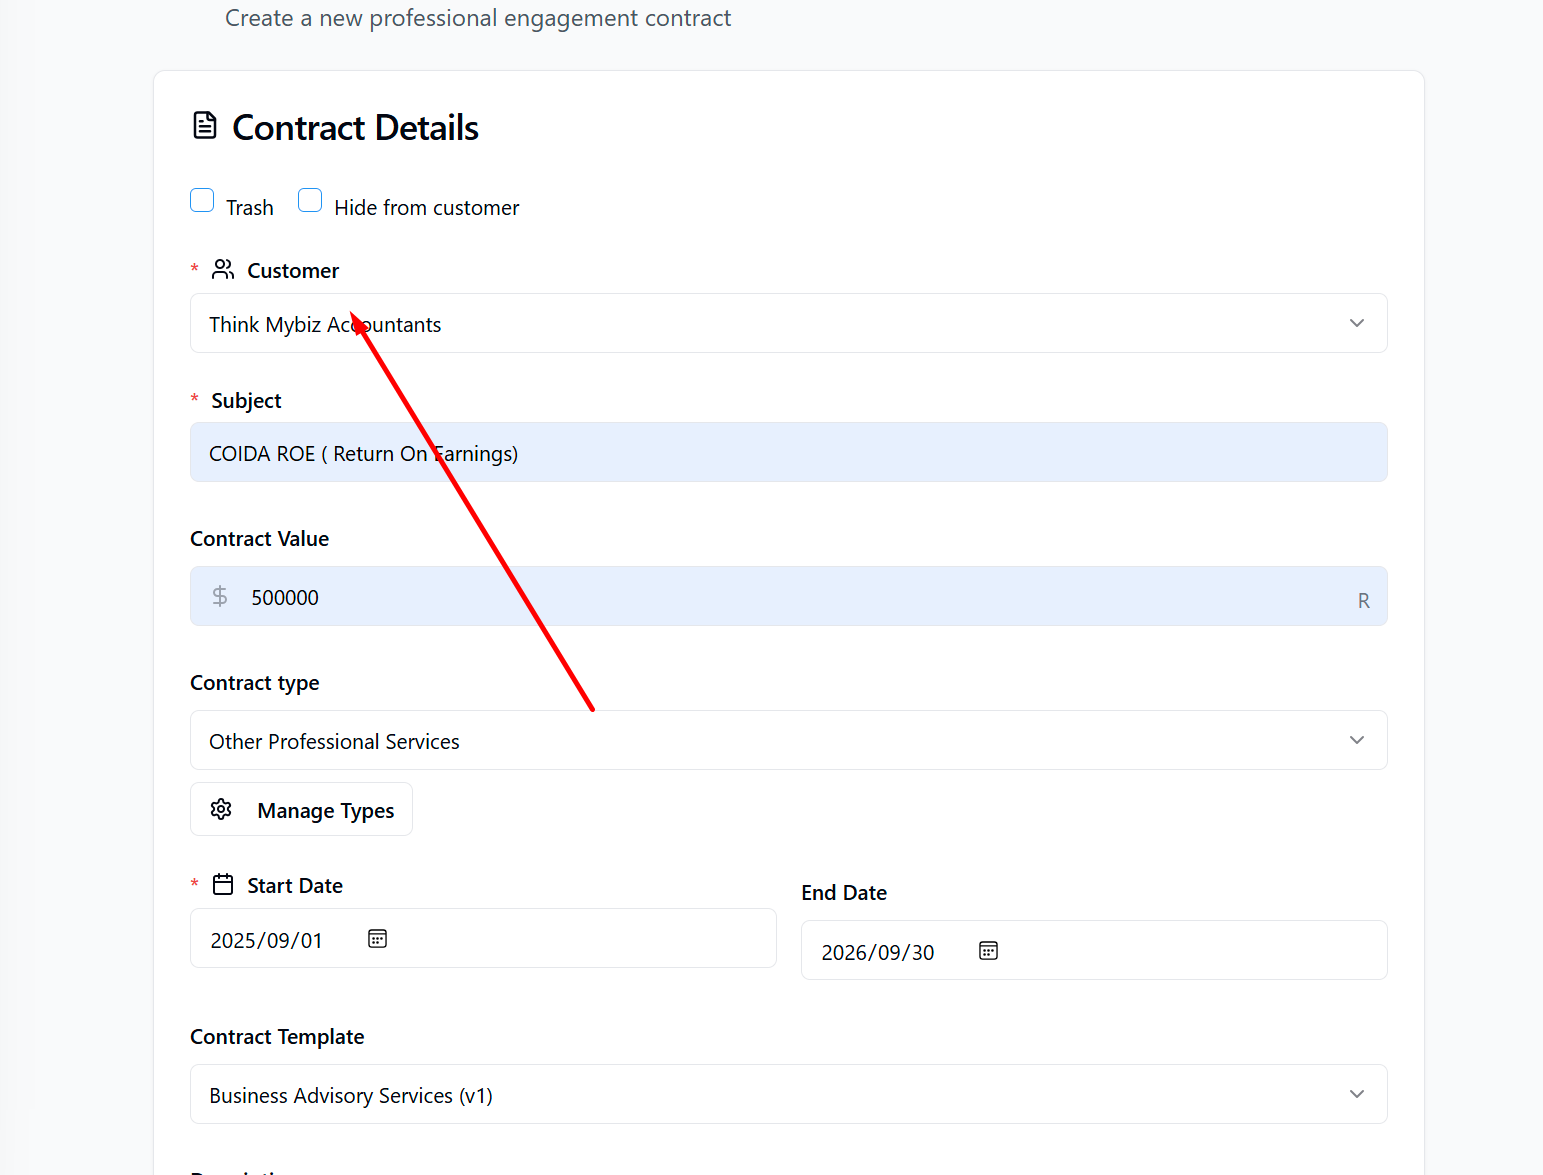 Create a new professional engagement contract
Contract Details
Trash Hide from customer
* Customer
Think Mybiz Accountants
* Subject
COIDA ROE ( Return On Earnings)
Contract Value
$ 500000 R
Contract type
Other Professional Services
Manage Types
* Start Date End Date
2025/09/01 2026/09/30
Contract Template
Business Advisory Services (v1)